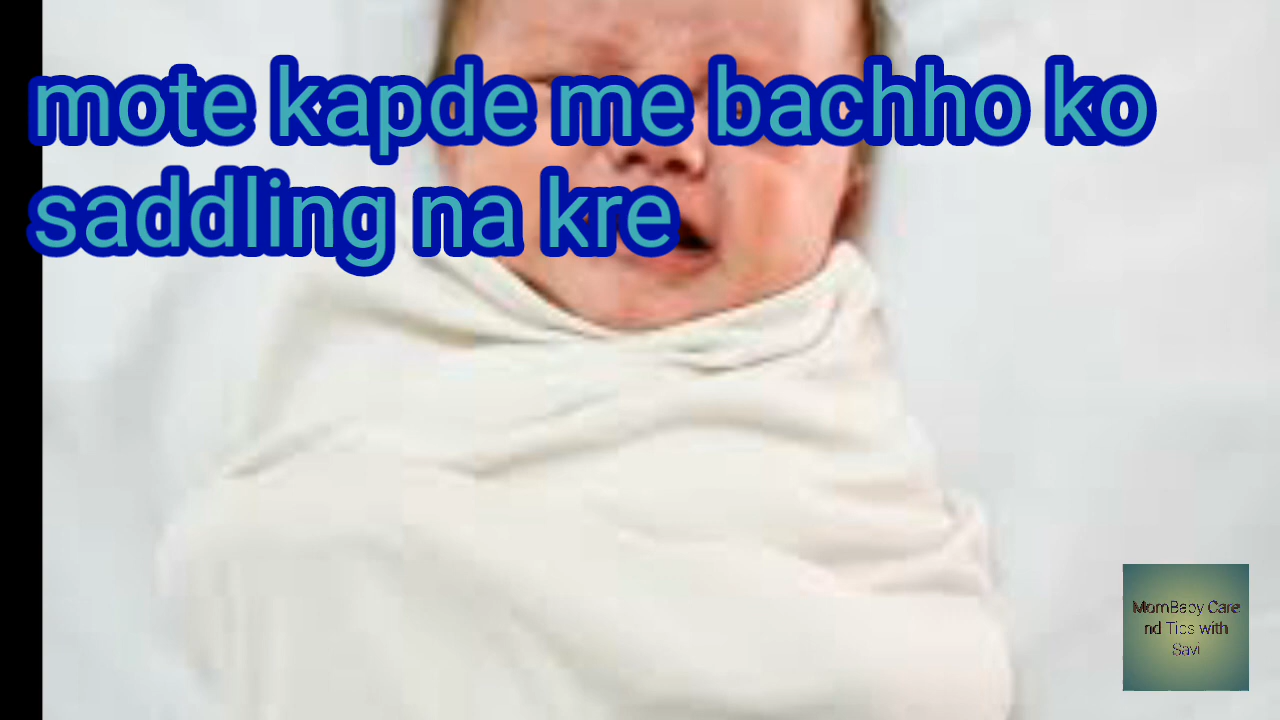 mote kapde me bachho ko
saddling na kre
MomBaby Care
nd Tips with
Savi